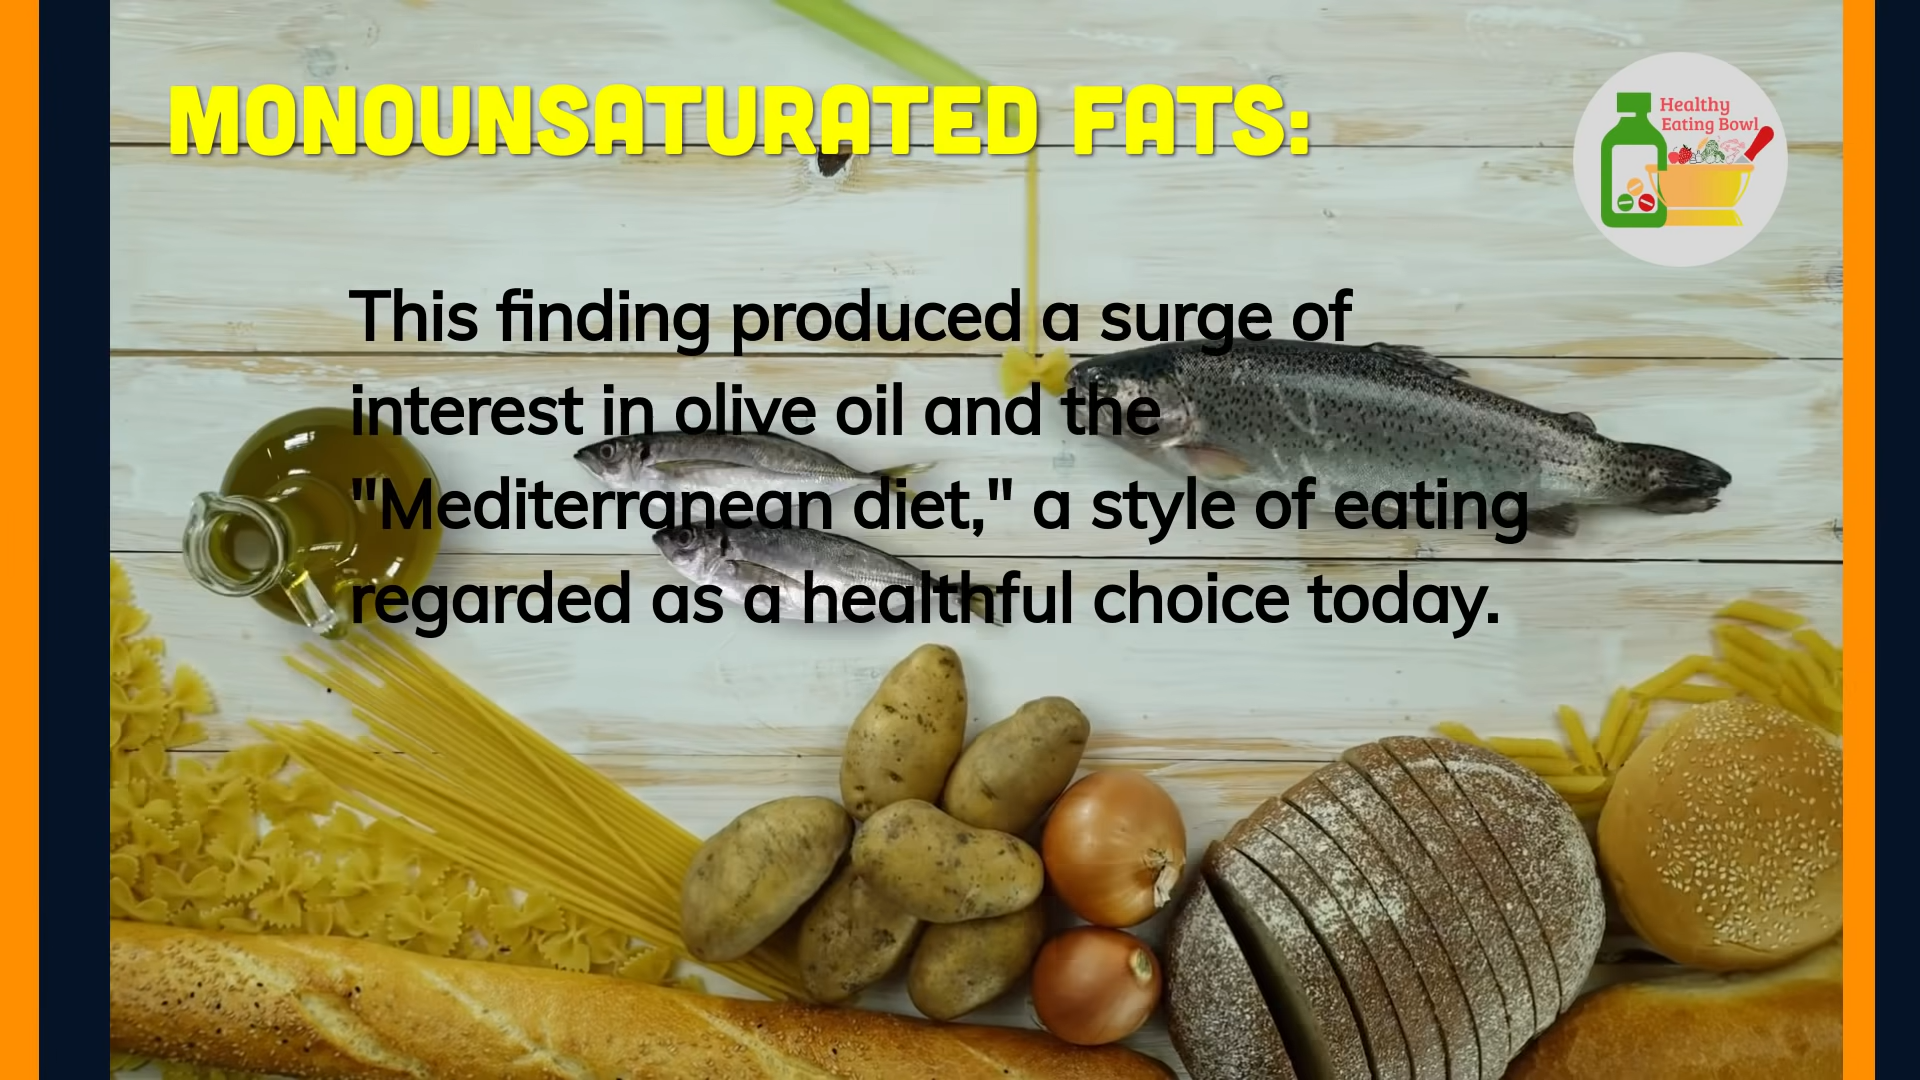 MONOUNSATURATED FATS:
Healthy
Eating Bowl
This finding produced a surge of
interest in olive oil and the
"Mediterranean diet," a style of eating
regarded as a healthful choice today.